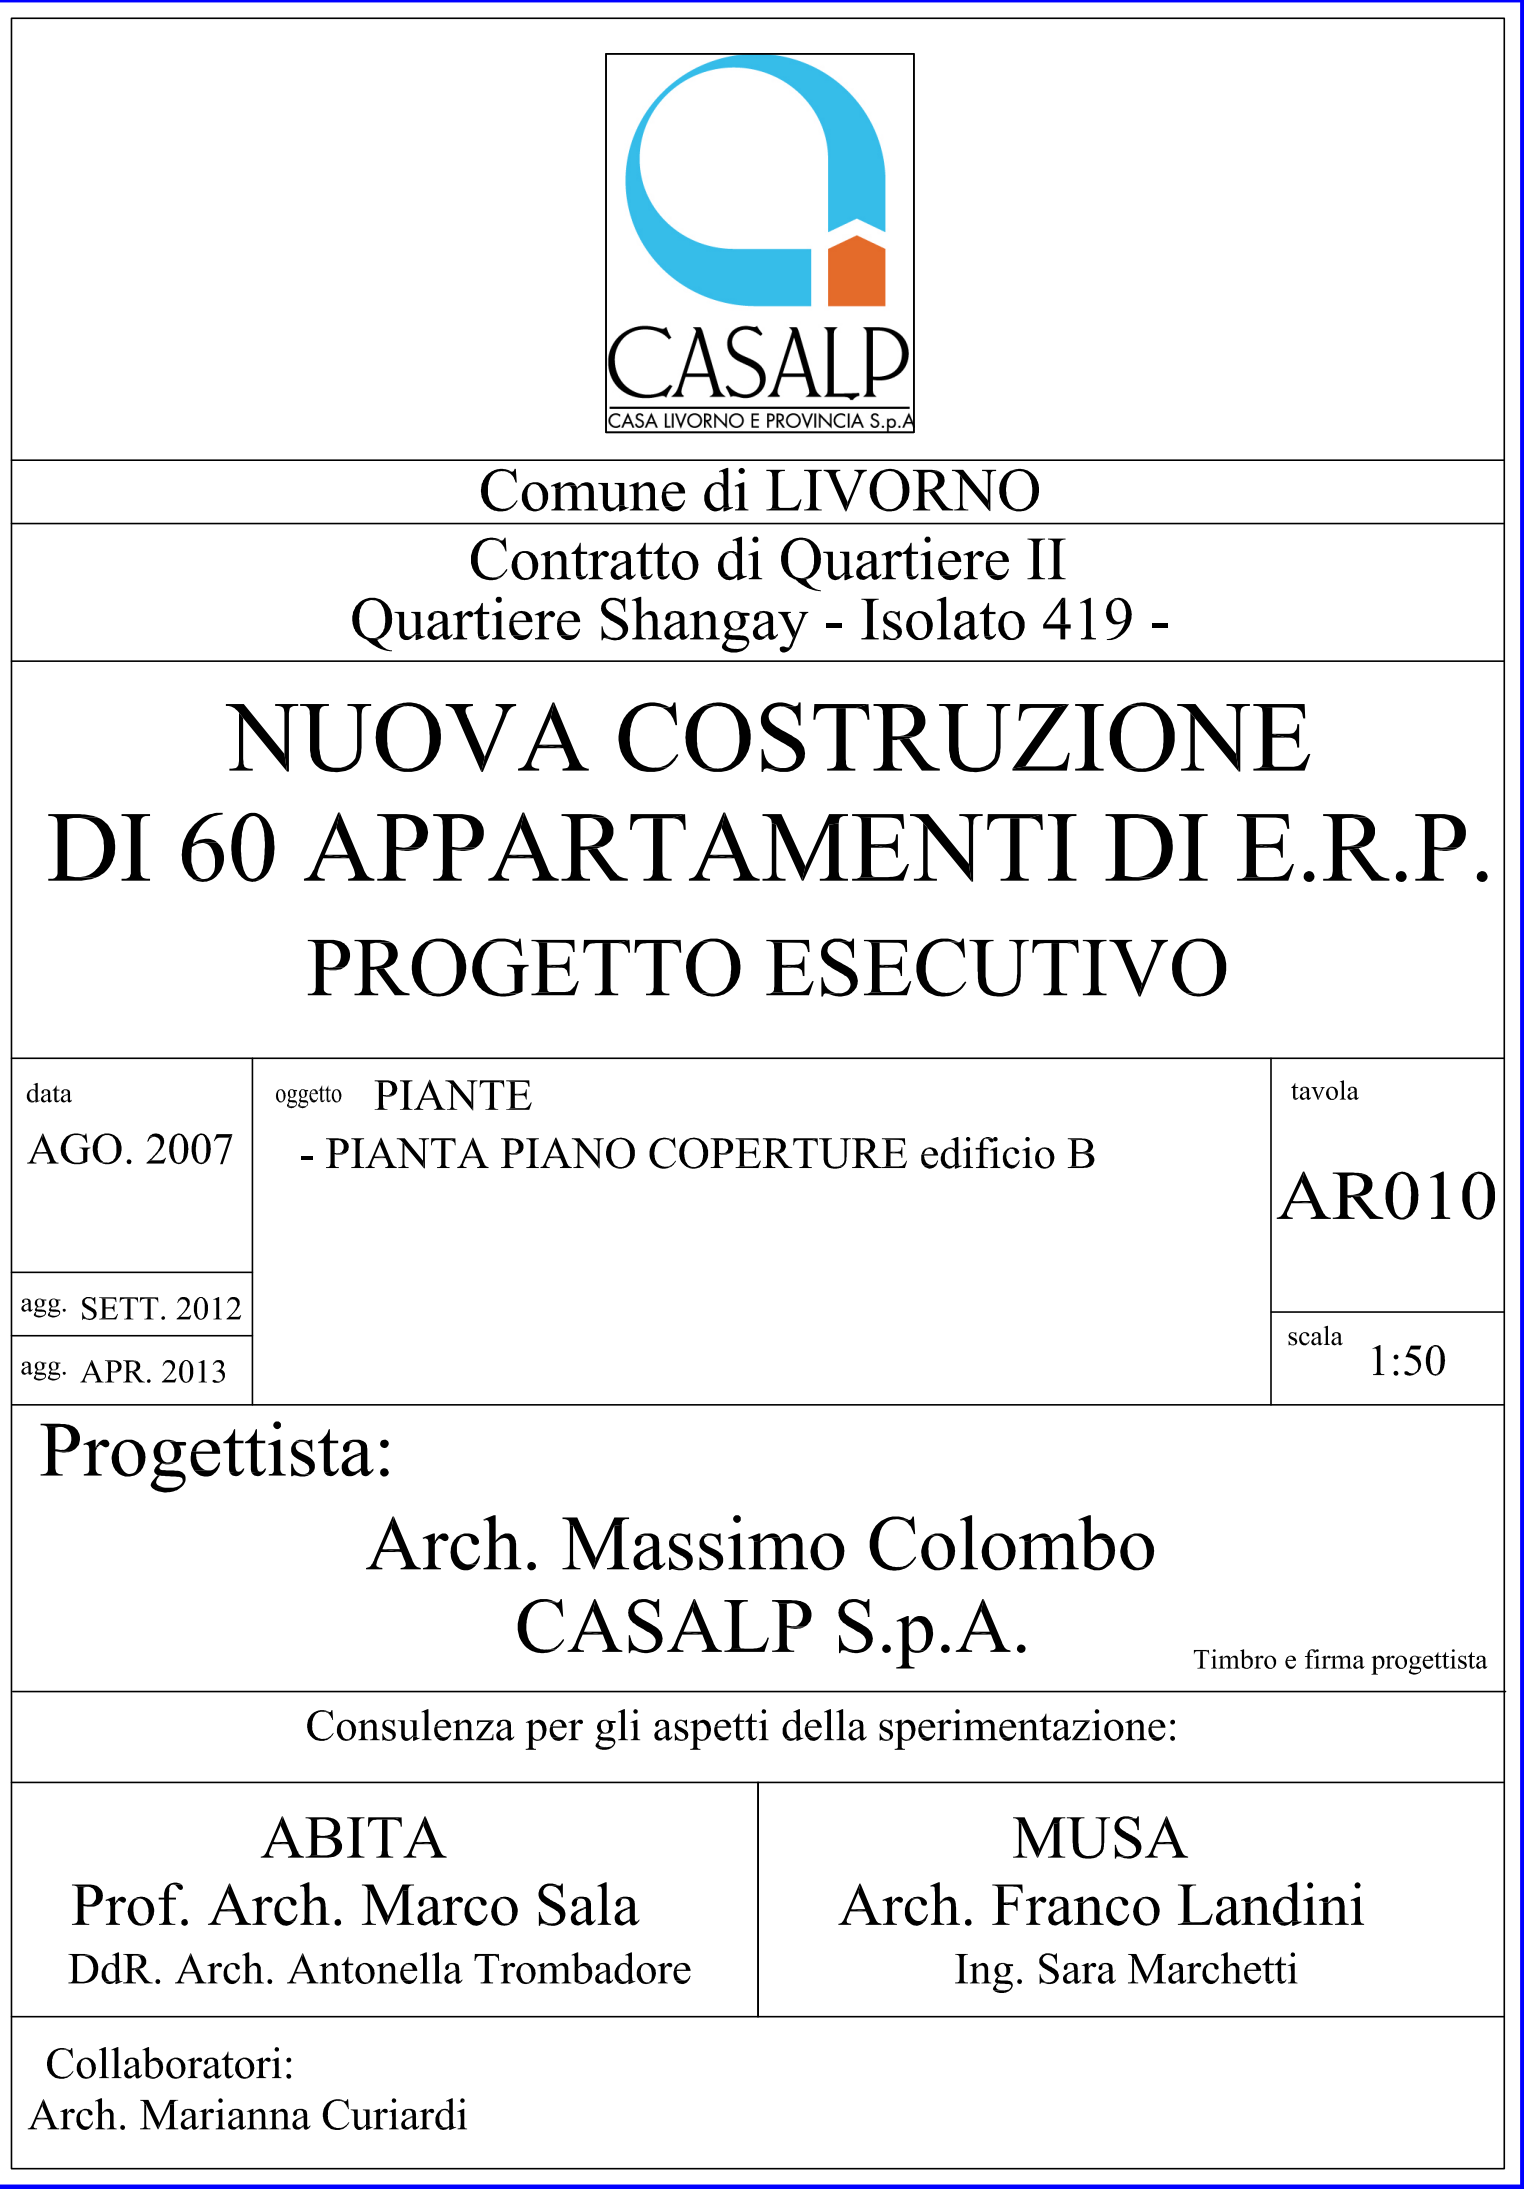 CASALP
CASA LIVORNO E PROVINCIA S.p.A
Comune di LIVORNO
Contratto di Quartiere II
Quartiere Shangay - Isolato 419 -
NUOVA COSTRUZIONE
DI 60 APPARTAMENTI DI E.R.P.
PROGETTO ESECUTIVO
data
AGO. 2007
agg. SETT. 2012
agg. APR. 2013
oggetto PIANTE
- PIANTA PIANO COPERTURE edificio B
tavola
AR010
scala 1:50
Progettista:
Arch. Massimo Colombo
CASALP S.p.A.
Timbro e firma progettista
Consulenza per gli aspetti della sperimentazione:
ABITA
Prof. Arch. Marco Sala
DdR. Arch. Antonella Trombadore
MUSA
Arch. Franco Landini
Ing. Sara Marchetti
Collaboratori:
Arch. Marianna Curiardi